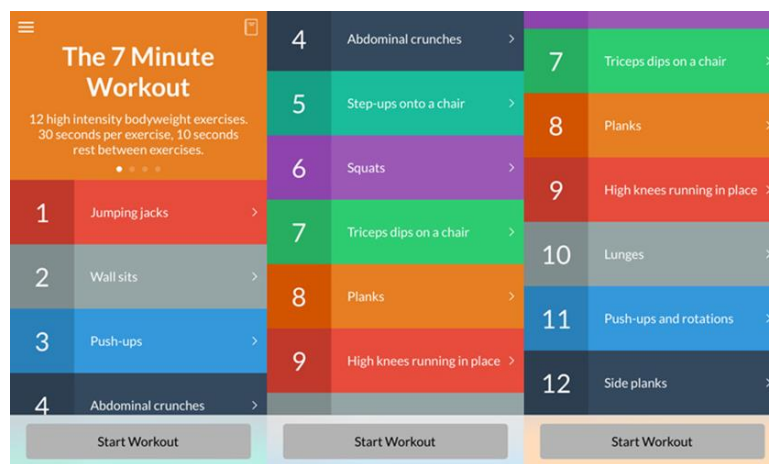 The 7 Minute
Workout
12 high intensity bodyweight exercises.
30 seconds per exercise, 10 seconds
rest between exercises.
1 Jumping jacks
2 Wall sits
3 Push-ups
4 Abdominal crunches
Start Workout
4 Abdominal crunches
5 Step-ups onto a chair
6 Squats
7 Triceps dips on a chair
8 Planks
9 High knees running in place
Start Workout
7 Triceps dips on a chair
8 Planks
9 High knees running in place
10 Lunges
11 Push-ups and rotations
12 Side planks
Start Workout